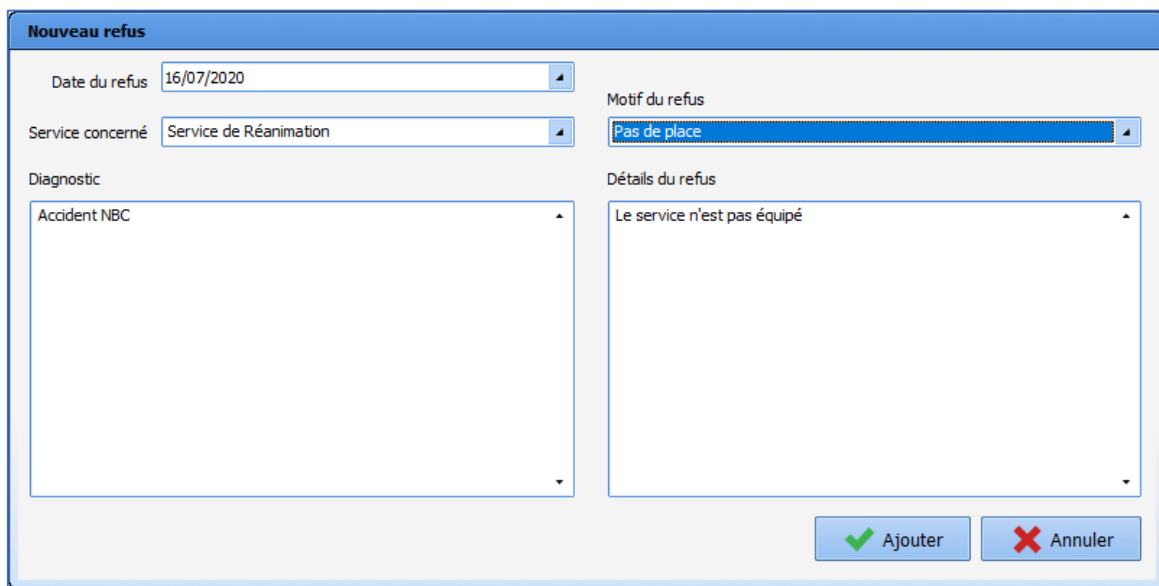 Nouveau refus
Date du refus 16/07/2020
Service concerné Service de Réanimation
Motif du refus
Pas de place
Diagnostic
Accident NBC
Détails du refus
Le service n'est pas équipé
Ajouter Annuler